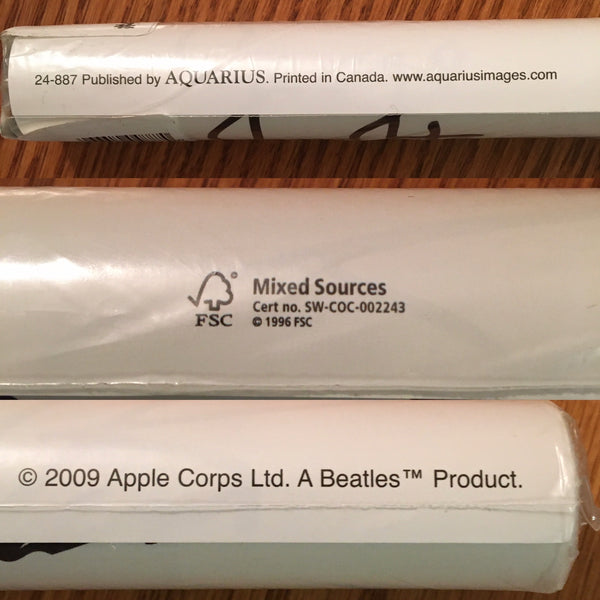 24-887 Published by AQUARIUS. Printed in Canada. www.aquariusimages.com
Mixed Sources
Cert no. SW-COC-002243
© 1996 FSC
FSC
© 2009 Apple Corps Ltd. A Beatles™ Product.